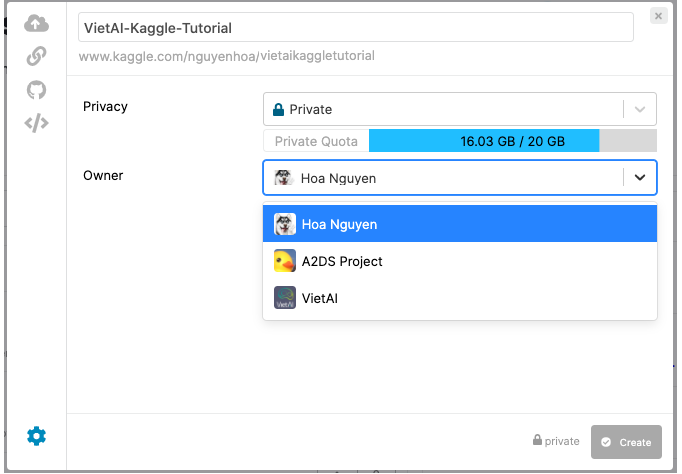 VietAI-Kaggle-Tutorial
www.kaggle.com/nguyenhoa/vietaikaggletutorial
Privacy
Private
Private Quota
16.03 GB / 20 GB
Owner
Hoa Nguyen
Hoa Nguyen
A2DS Project
VietAI
private
Create